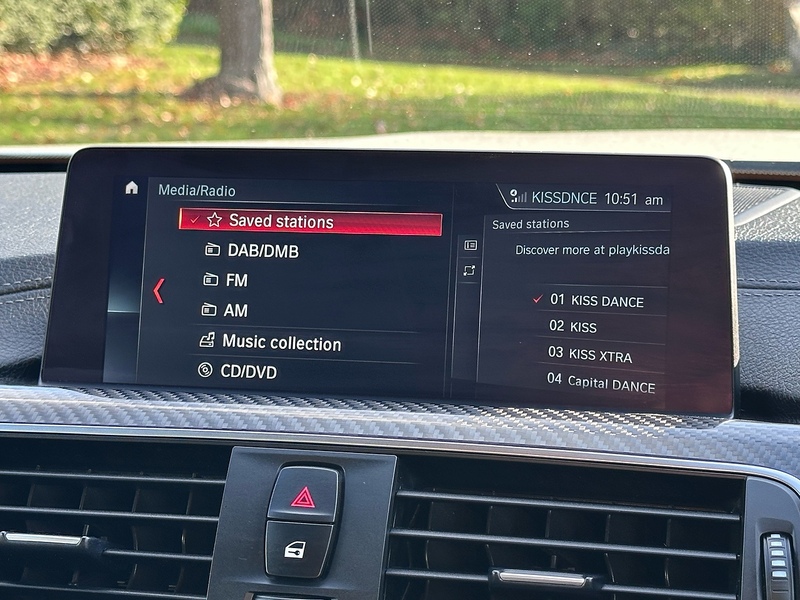 Media/Radio
Saved stations
DAB/DMB
FM
AM
Music collection
CD/DVD
KISSDNCE 10:51 am
Saved stations
Discover more at playkissda
01 KISS DANCE
02 KISS
03 KISS XTRA
04 Capital DANCE